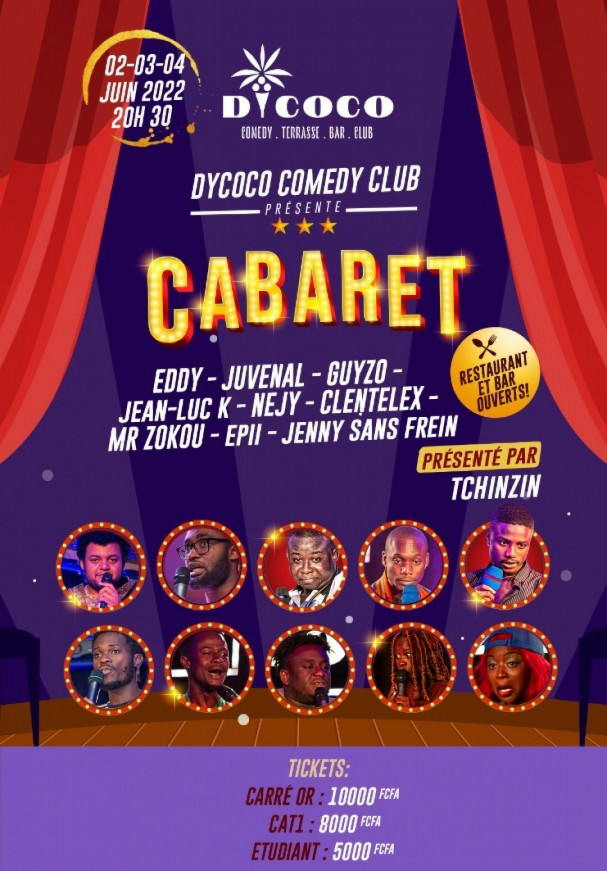 02-03-04
JUIN 2022
20H 30
DYCOCO
COMEDY . TERRASSE . BAR . CLUB
DYCOCO COMEDY CLUB
PRÉSENTE
CABARET
EDDY - JUVENAL - GUYZO -
JEAN-LUC K - NEJY - CLENTELEX -
MR ZOKOU - EPII - JENNY SANS FREIN
RESTAURANT
ET BAR
OUVERTS!
PRÉSENTÉ PAR
TCHINZIN
TICKETS:
CARRÉ OR : 10000 FCFA
CAT1 : 8000 FCFA
ETUDIANT : 5000 FCFA